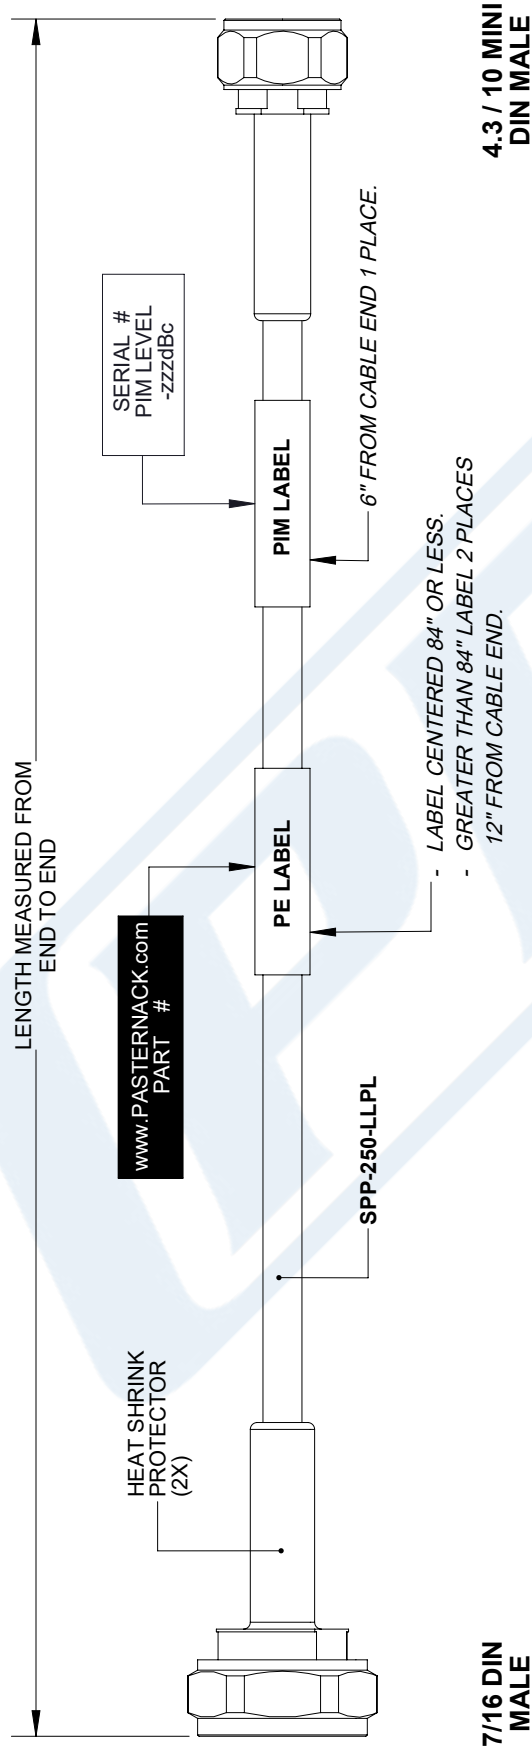 LENGTH MEASURED FROM
END TO END
HEAT SHRINK
PROTECTOR
(2X)
www.PASTERNACK.com
PART #
SERIAL #
PIM LEVEL
-zzzdBc
PE LABEL
PIM LABEL
SPP-250-LLPL
6" FROM CABLE END 1 PLACE.
- LABEL CENTERED 84" OR LESS.
- GREATER THAN 84" LABEL 2 PLACES
12" FROM CABLE END.
7/16 DIN
MALE
4.3 / 10 MINI
DIN MALE